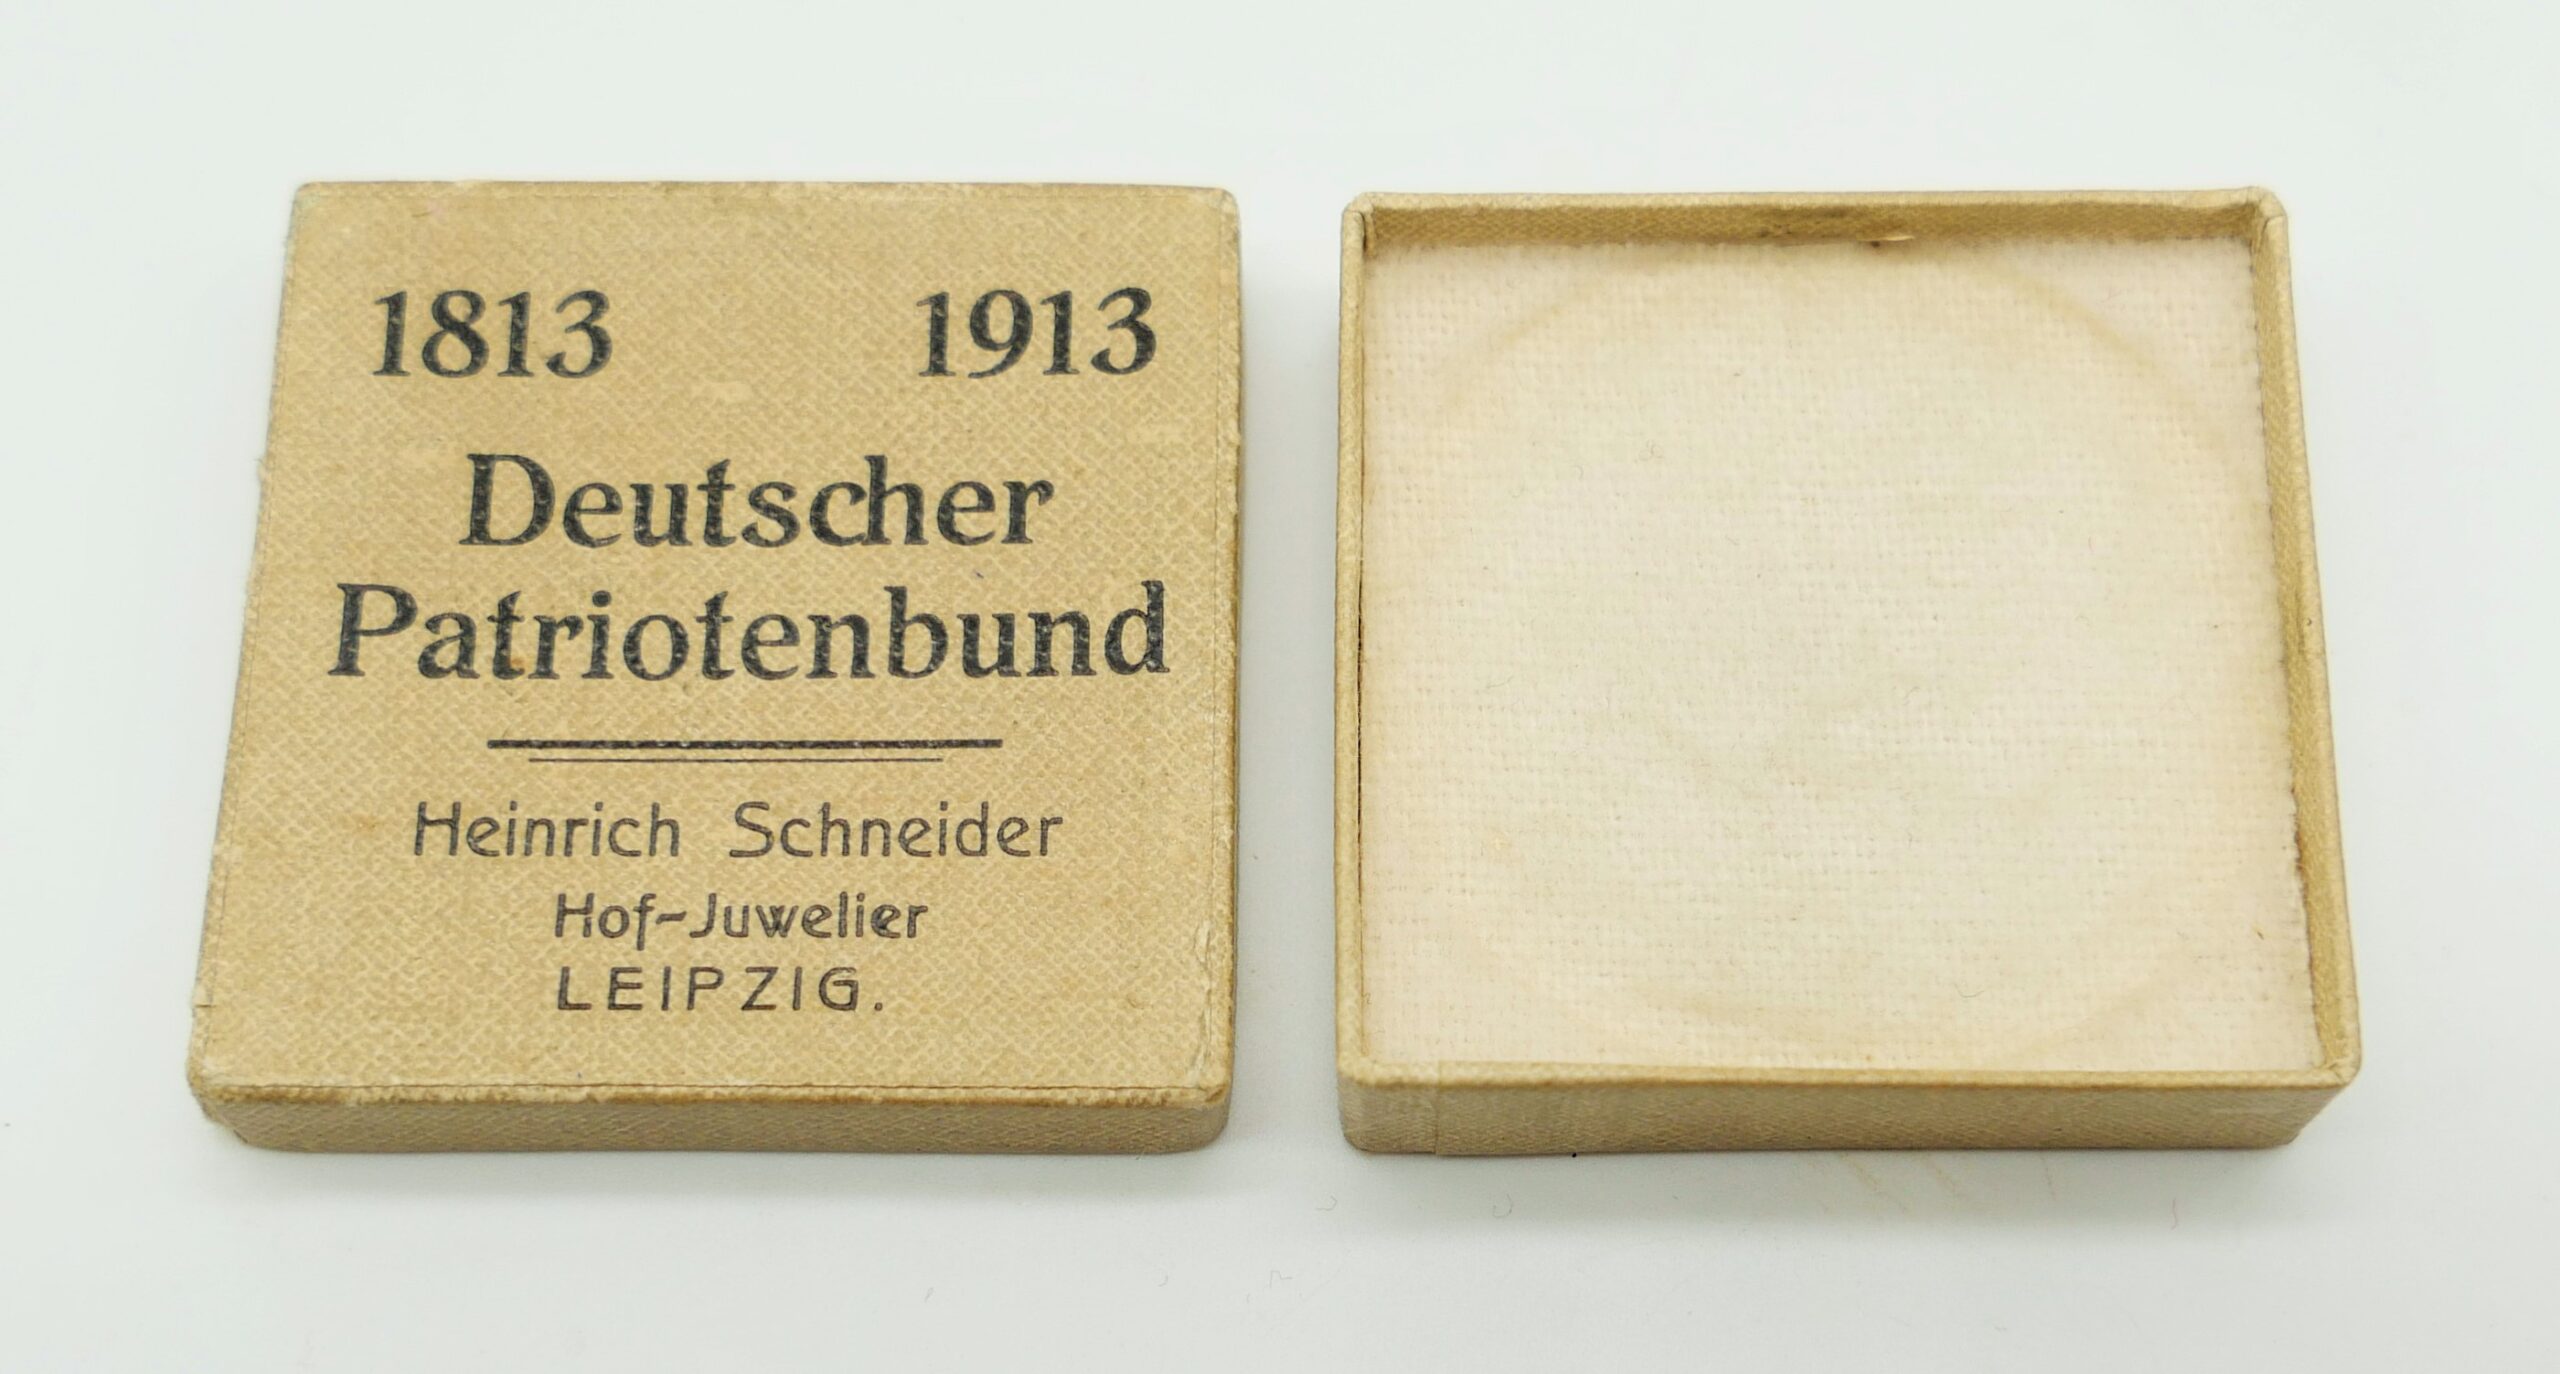 1813 1913
Deutscher
Patriotenbund
Heinrich Schneider
Hof-Juwelier
LEIPZIG.